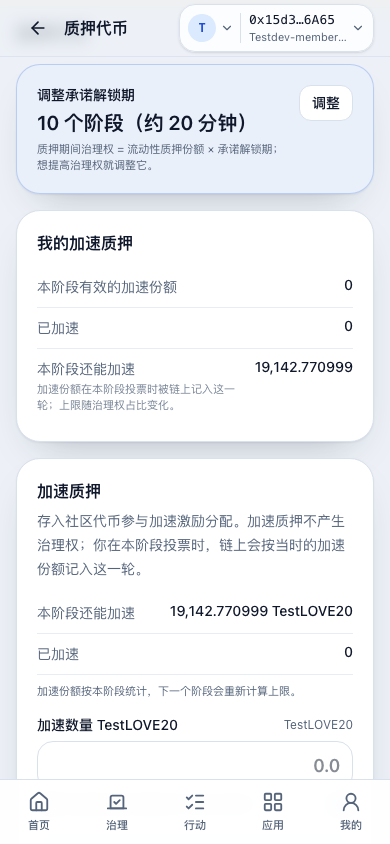 质押代币
T
0x15d3…6A65
Testdev-member...
调整承诺解锁期
10 个阶段（约 20 分钟）
质押期间治理权 = 流动性质押份额 × 承诺解锁期；
想提高治理权就调整它。
调整
我的加速质押
本阶段有效的加速份额
0
已加速
0
本阶段还能加速
19,142.770999
加速份额在本阶段投票时被链上记入这一
轮；上限随治理权占比变化。
加速质押
存入社区代币参与加速激励分配。加速质押不产生
治理权；你在本阶段投票时，链上会按当时的加速
份额记入这一轮。
本阶段还能加速
19,142.770999 TestLOVE20
已加速
0
加速份额按本阶段统计，下一个阶段会重新计算上限。
加速数量 TestLOVE20
TestLOVE20
0.0
首页
治理
行动
应用
我的